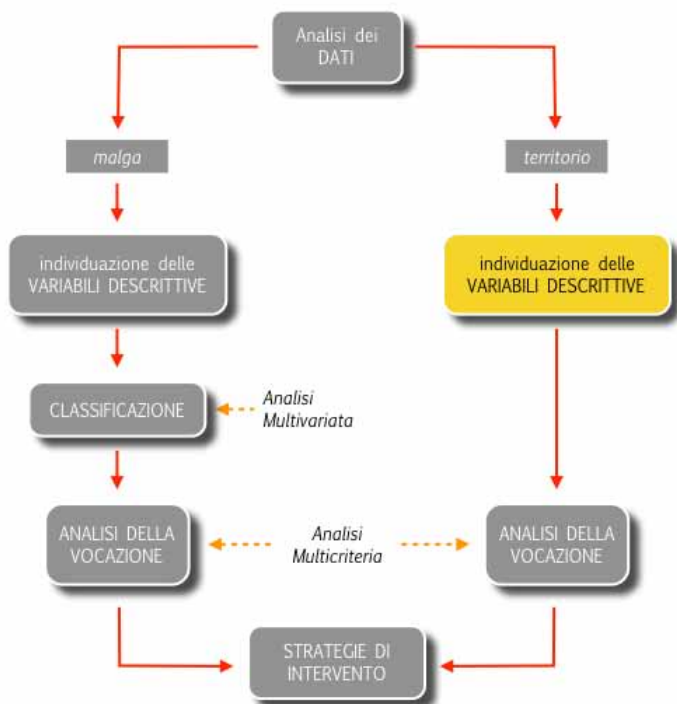 Analisi dei
DATI
malga
territorio
individuazione delle
VARIABILI DESCRITTIVE
individuazione delle
VARIABILI DESCRITTIVE
CLASSIFICAZIONE
Analisi
Multivariata
ANALISI DELLA
VOCAZIONE
Analisi
Multicriteria
ANALISI DELLA
VOCAZIONE
STRATEGIE DI
INTERVENTO